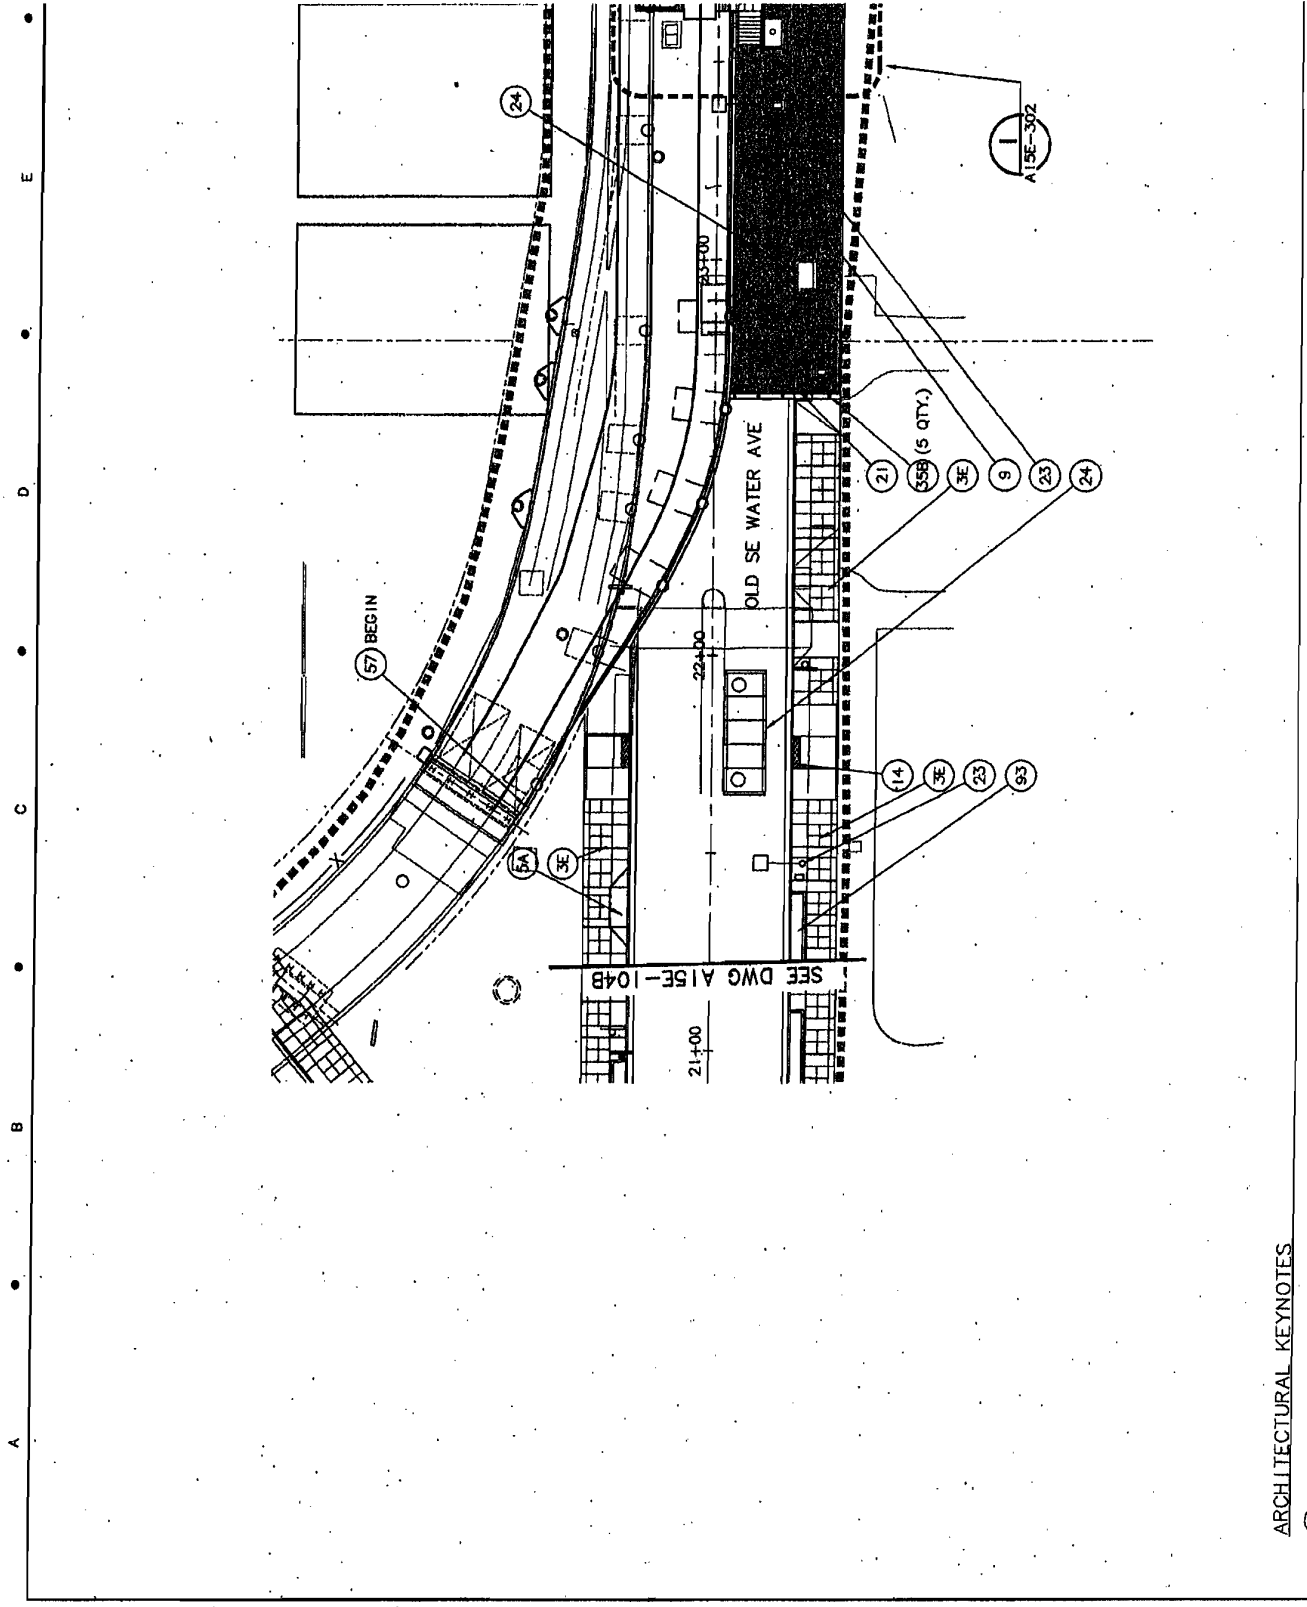 A
B
C
D
E
24
1
A15E-302
23+00
57 BEGIN
OLD SE WATER AVE
22+00
21
35B (5 QTY.)
3E
9
23
24
14
3E
23
93
5A
3E
SEE DWG A15E-104B
21+00
ARCHITECTURAL KEYNOTES